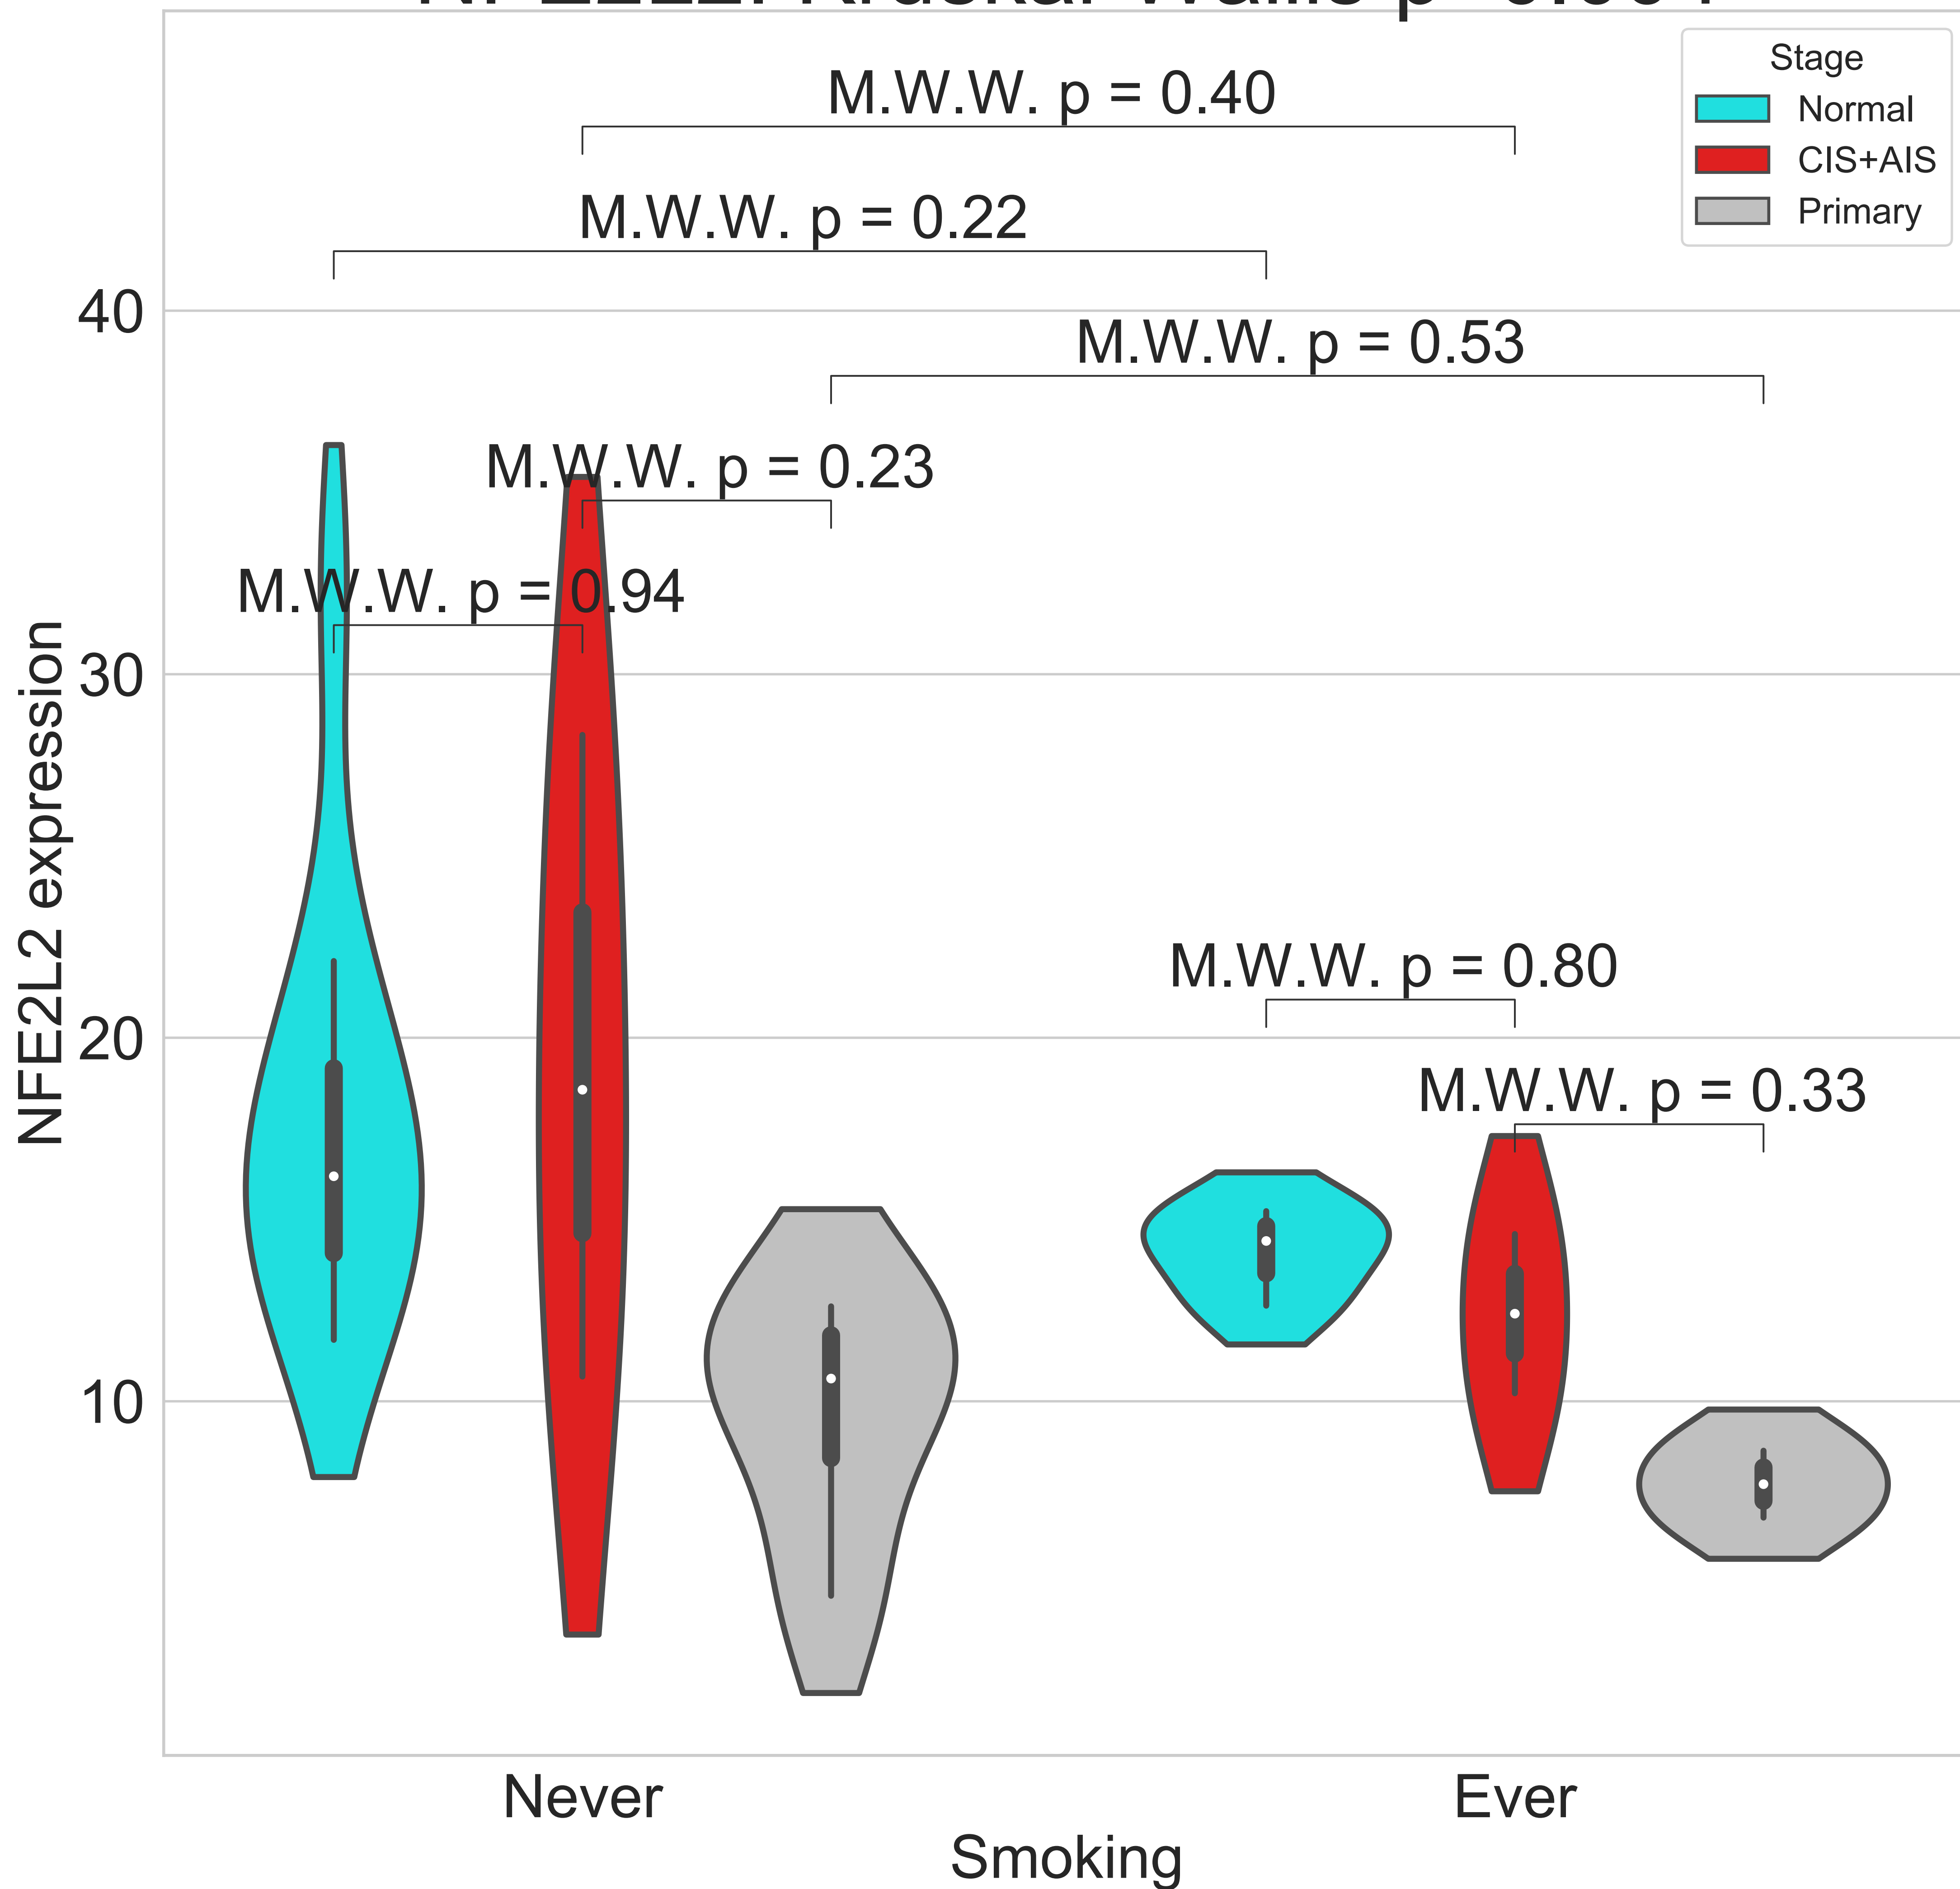 Stage
Normal
CIS+AIS
Primary
M.W.W. p = 0.40
M.W.W. p = 0.22
M.W.W. p = 0.53
M.W.W. p = 0.23
M.W.W. p = 0.94
M.W.W. p = 0.80
M.W.W. p = 0.33
NFE2L2 expression
40
30
20
10
Never
Ever
Smoking